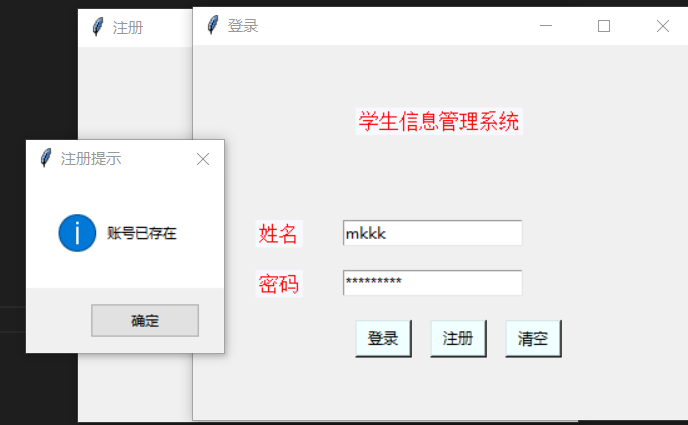 注册
登录
学生信息管理系统
注册提示
账号已存在
确定
姓名 mkkk
密码 *********
登录 注册 清空